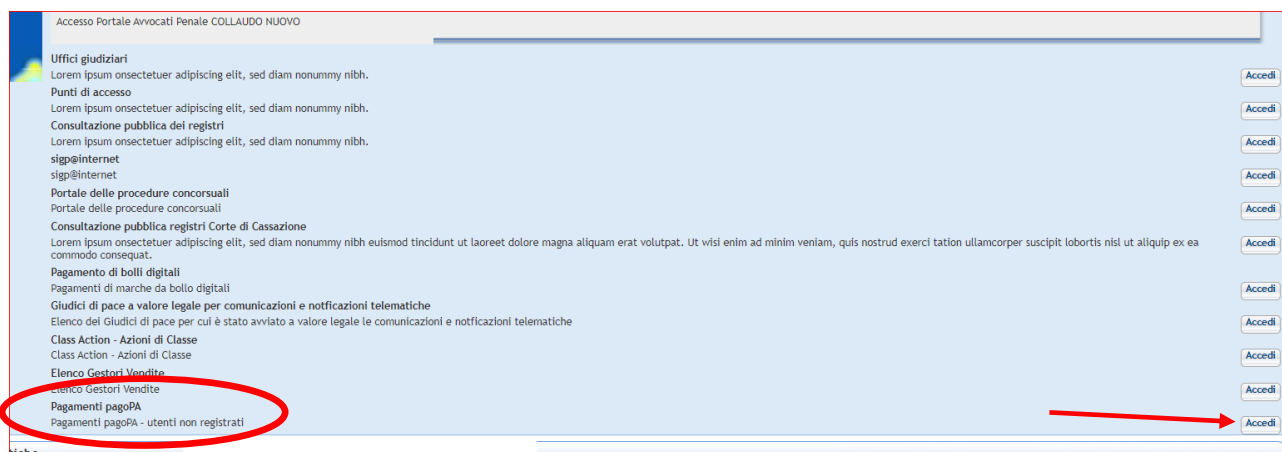 Accesso Portale Avvocati Penale COLLAUDO NUOVO
Uffici giudiziari
Lorem ipsum onsectetuer adipiscing elit, sed diam nonummy nibh.
Accedi
Punti di accesso
Lorem ipsum onsectetuer adipiscing elit, sed diam nonummy nibh.
Accedi
Consultazione pubblica dei registri
Lorem ipsum onsectetuer adipiscing elit, sed diam nonummy nibh.
Accedi
sigp@internet
sigp@internet
Accedi
Portale delle procedure concorsuali
Portale delle procedure concorsuali
Accedi
Consultazione pubblica registri Corte di Cassazione
Lorem ipsum onsectetuer adipiscing elit, sed diam nonummy nibh euismod tincidunt ut laoreet dolore magna aliquam erat volutpat. Ut wisi enim ad minim veniam, quis nostrud exerci tation ullamcorper suscipit lobortis nisl ut aliquip ex ea
commodo consequat.
Accedi
Pagamento di bolli digitali
Pagamenti di marche da bollo digitali
Accedi
Giudici di pace a valore legale per comunicazioni e notficazioni telematiche
Elenco dei Giudici di pace per cui è stato avviato a valore legale le comunicazioni e notficazioni telematiche
Accedi
Class Action - Azioni di Classe
Class Action - Azioni di Classe
Accedi
Elenco Gestori Vendite
Elenco Gestori Vendite
Accedi
Pagamenti pagoPA
Pagamenti pagoPA - utenti non registrati
Accedi